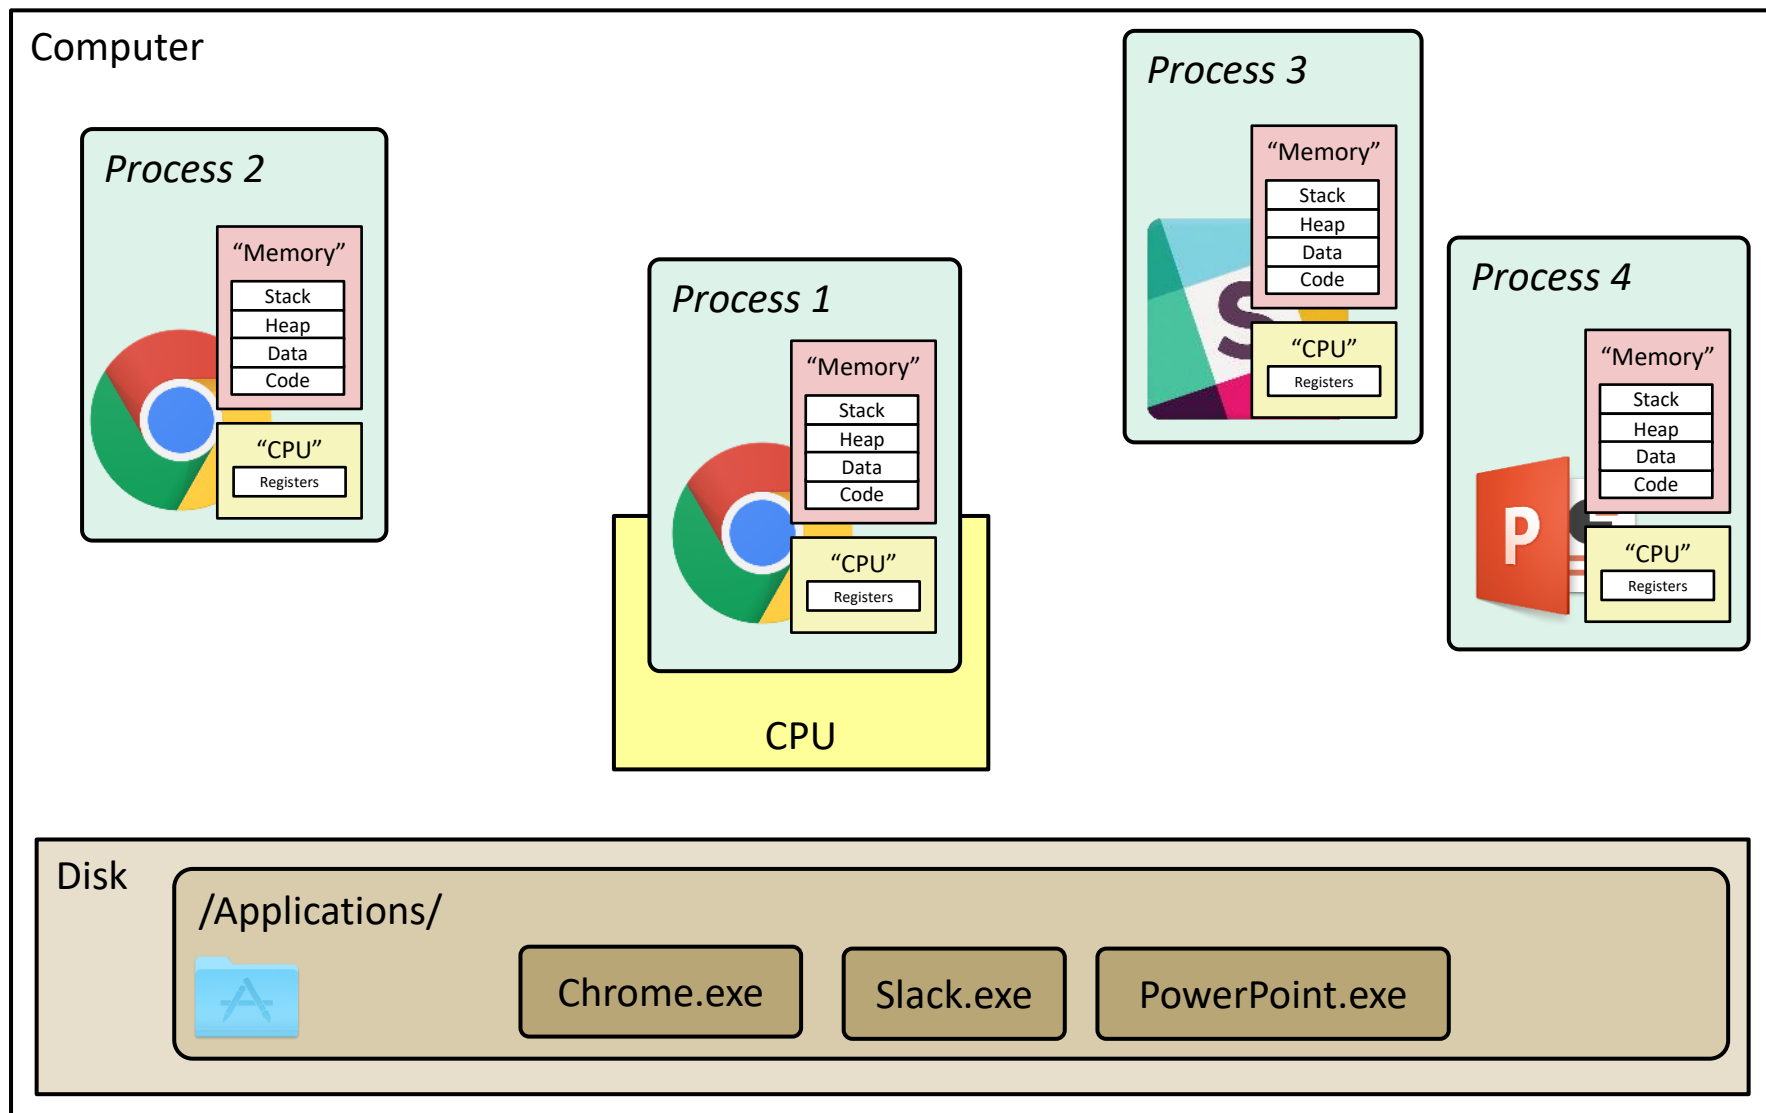 Computer
Process 2
“Memory”
Stack
Heap
Data
Code
“CPU”
Registers
Process 1
“Memory”
Stack
Heap
Data
Code
“CPU”
Registers
CPU
Process 3
“Memory”
Stack
Heap
Data
Code
S
“CPU”
Registers
Process 4
“Memory”
Stack
Heap
Data
Code
P
“CPU”
Registers
Disk
/Applications/
Chrome.exe
Slack.exe
PowerPoint.exe